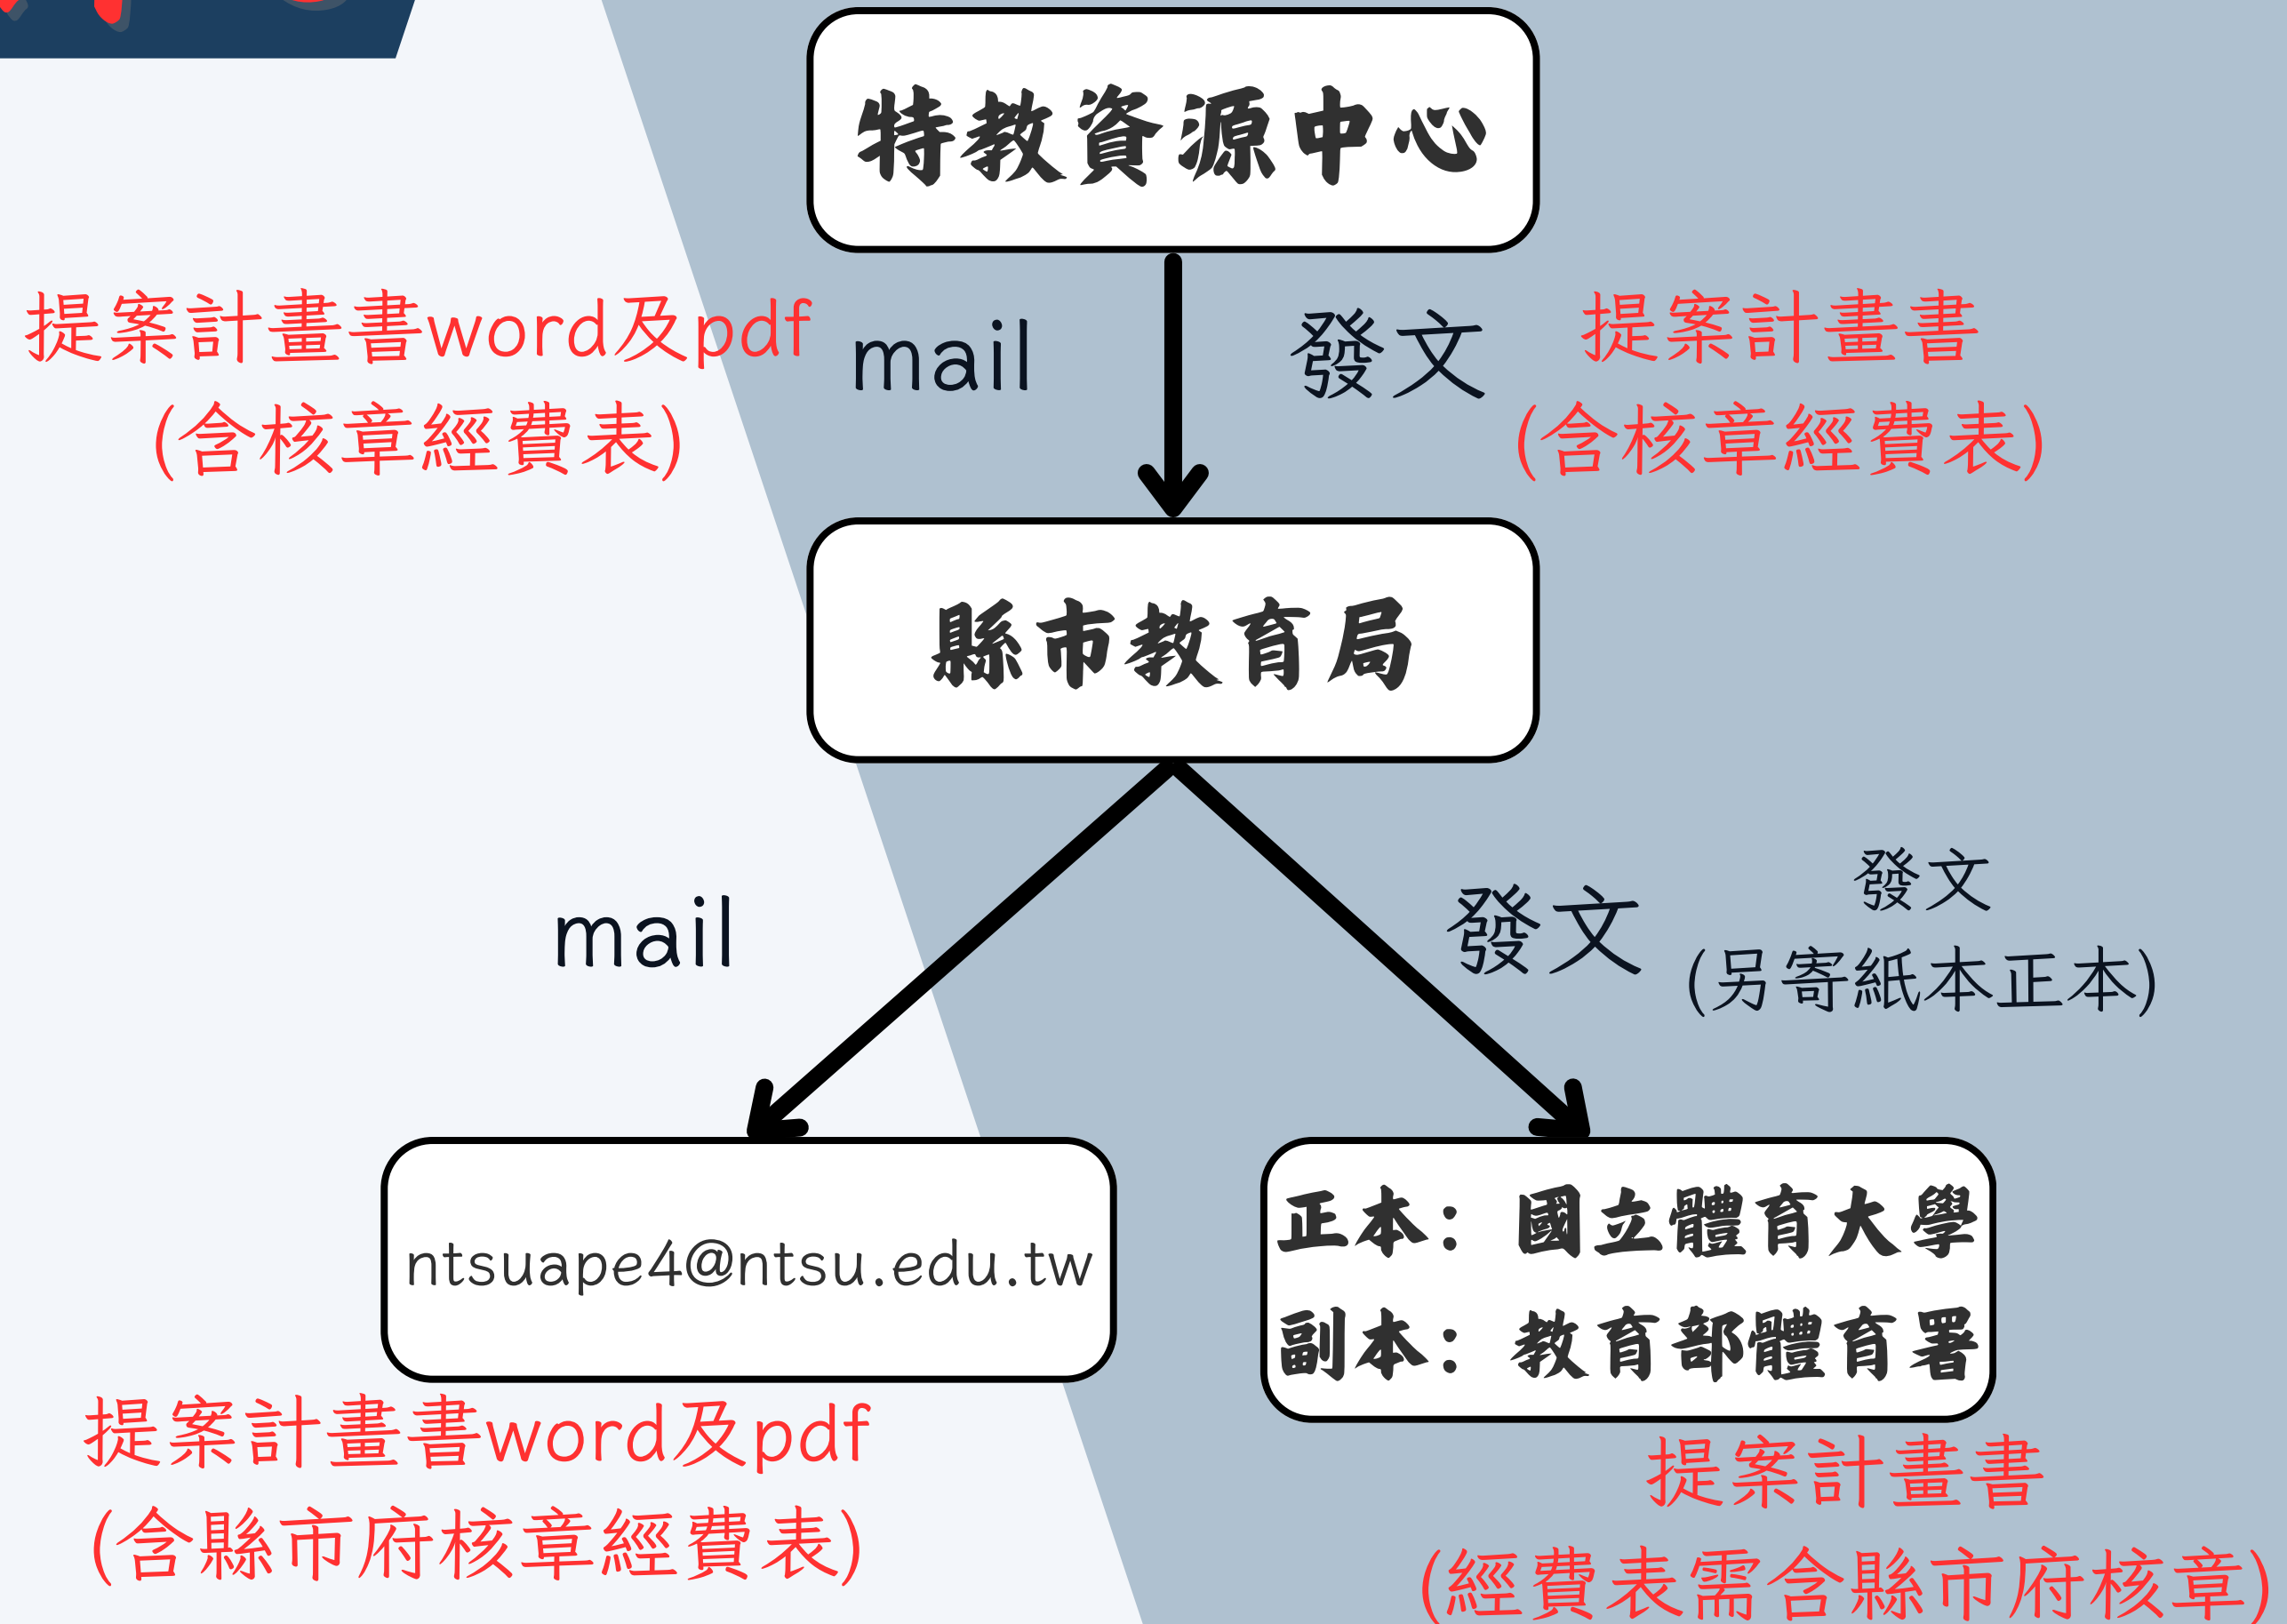 特教資源中心
提案計畫書word及pdf
(含核章經費表)
mail
發文
提案計畫書
(含核章經費表)
縣市教育局
mail
發文
發文
(另寄紙本正本)
ntsuape4@ntsu.edu.tw
正本：國立體育大學
副本：教育部體育署
提案計畫書word及pdf
(含縣市府核章經費表)
提案計畫書
(經費表需含縣市府核章)